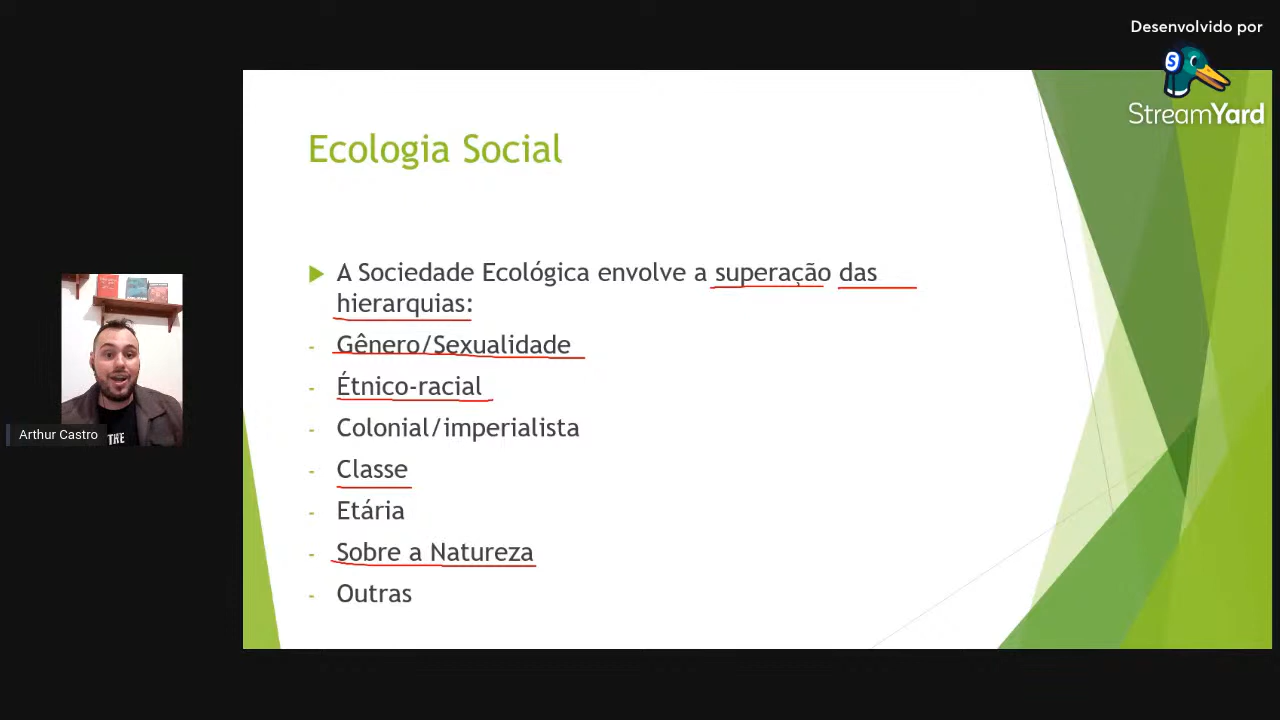 Desenvolvido por
S
StreamYard
Ecologia Social
A Sociedade Ecológica envolve a superação das
hierarquias:
- Gênero/Sexualidade
- Étnico-racial
- Colonial/imperialista
- Classe
- Etária
- Sobre a Natureza
- Outras
Arthur Castro
THE